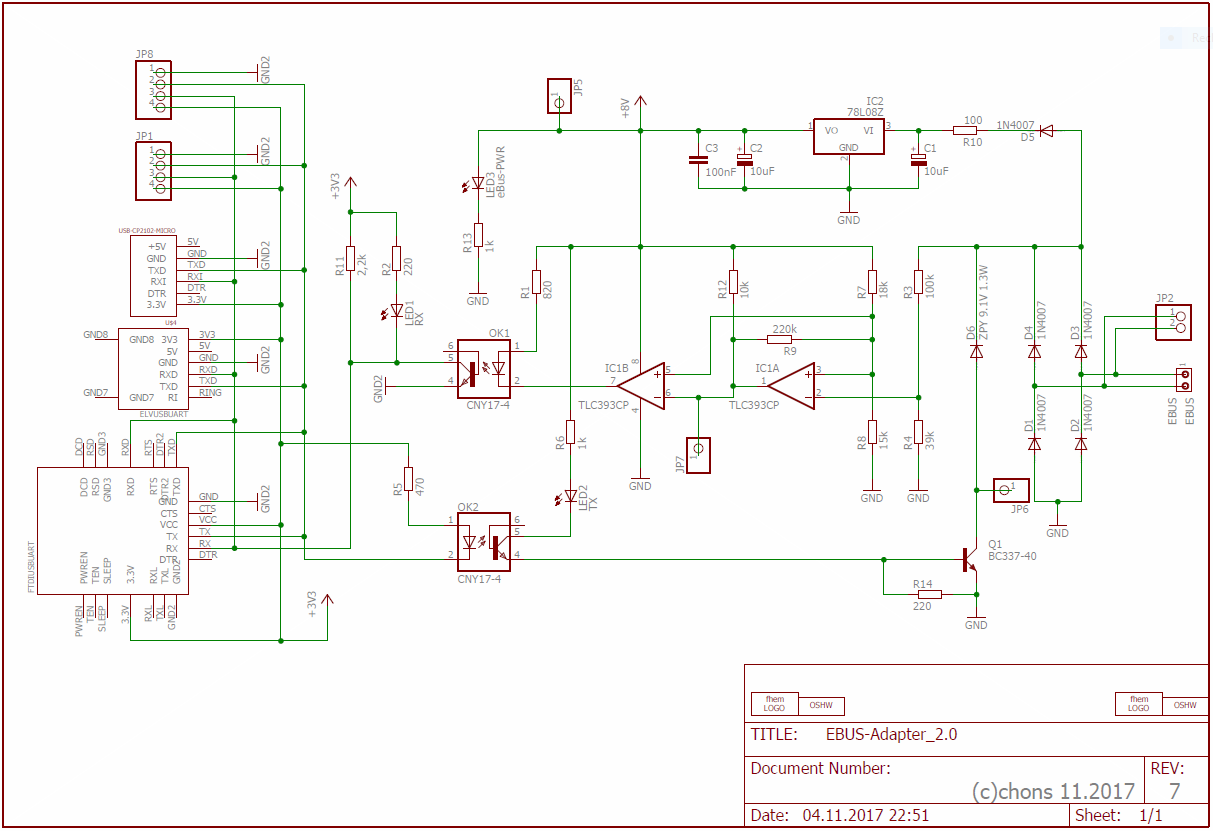 JP8
1
2
3
4
GND2
JP1
1
2
3
4
GND2
USB-CP2102-MICRO
+5V 5V
GND GND
TXD TXD
RXI RXI
DTR DTR
3.3V 3.3V
GND2
U$4
GND8 GND8 3V3 3V3
5V 5V
GND GND
RXD RXD
TXD TXD
GND7 GND7 RI RING
ELVUSBUART
GND2
DCD
RSD
GND3
RXD
RTS
DTR2
TXD
DCD
RSD
GND3
RXD
RTS
DTR2
TXD
GND GND
CTS CTS
VCC VCC
TX TX
RX RX
DTR DTR
GND2
FTDIUSBUART
PWREN
TEN
SLEEP
3.3V
RXL
TXL
GND2
PWREN
TEN
SLEEP
3.3V
RXL
TXL
GND2
+3V3
+3V3
R11
2,2k
R2
220
LED1
RX
GND2
R5
470
JP5
1
+8V
LED3
eBus-PWR
R13
1k
GND
C3
100nF
C2
10uF
IC2
78L08Z
VO VI
GND
1
3
2
GND
C1
10uF
100
R10
1N4007
D5
R1
820
OK1
6
5
4
1
2
CNY17-4
R6
1k
LED2
TX
OK2
1
2
6
5
4
CNY17-4
IC1B
TLC393CP
7
8
5
6
4
GND
JP7
1
R12
10k
220k
R9
IC1A
TLC393CP
1
3
2
R7
18k
R3
100k
R8
15k
R4
39k
GND
GND
D6
ZPY 9.1V 1.3W
D4
1N4007
D3
1N4007
D1
1N4007
D2
1N4007
JP2
1
2
1
EBUS
EBUS
JP6
1
GND
Q1
BC337-40
R14
220
GND
fhem
LOGO
OSHW
fhem
LOGO
OSHW
TITLE: EBUS-Adapter_2.0
Document Number:
(c)chons 11.2017
REV:
7
Date: 04.11.2017 22:51
Sheet: 1/1